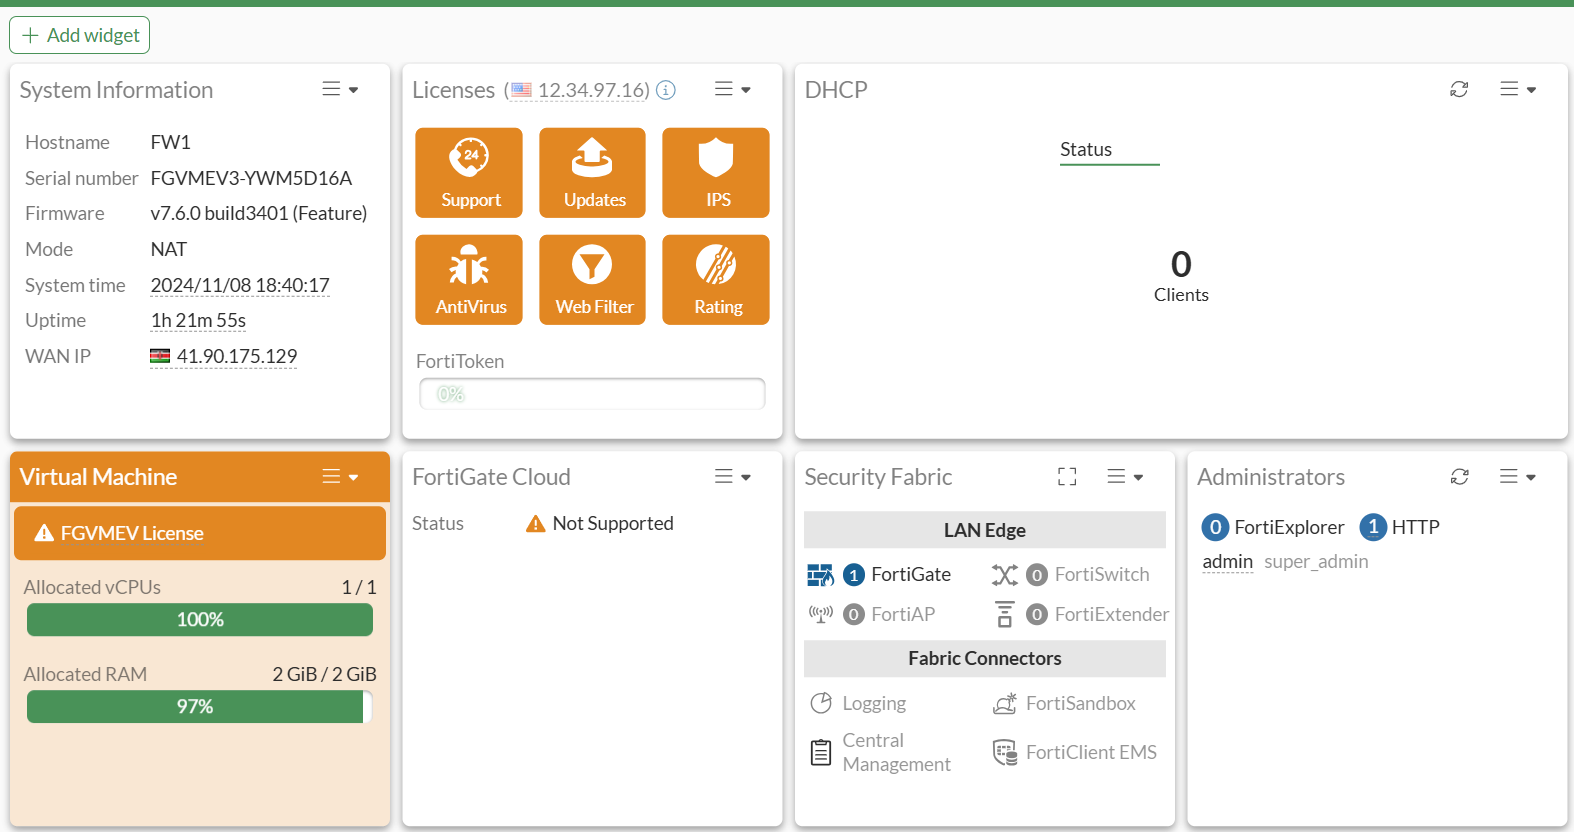 Add widget
System Information
Hostname FW1
Serial number FGVMEV3-YWM5D16A
Firmware v7.6.0 build3401 (Feature)
Mode NAT
System time 2024/11/08 18:40:17
Uptime 1h 21m 55s
WAN IP 41.90.175.129
Licenses (12.34.97.16)
24
Support
Updates
IPS
AntiVirus
Web Filter
Rating
FortiToken
0%
DHCP
Status
0
Clients
Virtual Machine
FGVMEV License
Allocated vCPUs 1 / 1
100%
Allocated RAM 2 GiB / 2 GiB
97%
FortiGate Cloud
Status Not Supported
Security Fabric
LAN Edge
1 FortiGate
0 FortiSwitch
0 FortiAP
0 FortiExtender
Fabric Connectors
Logging
FortiSandbox
Central
Management
FortiClient EMS
Administrators
0 FortiExplorer 1 HTTP
admin super_admin